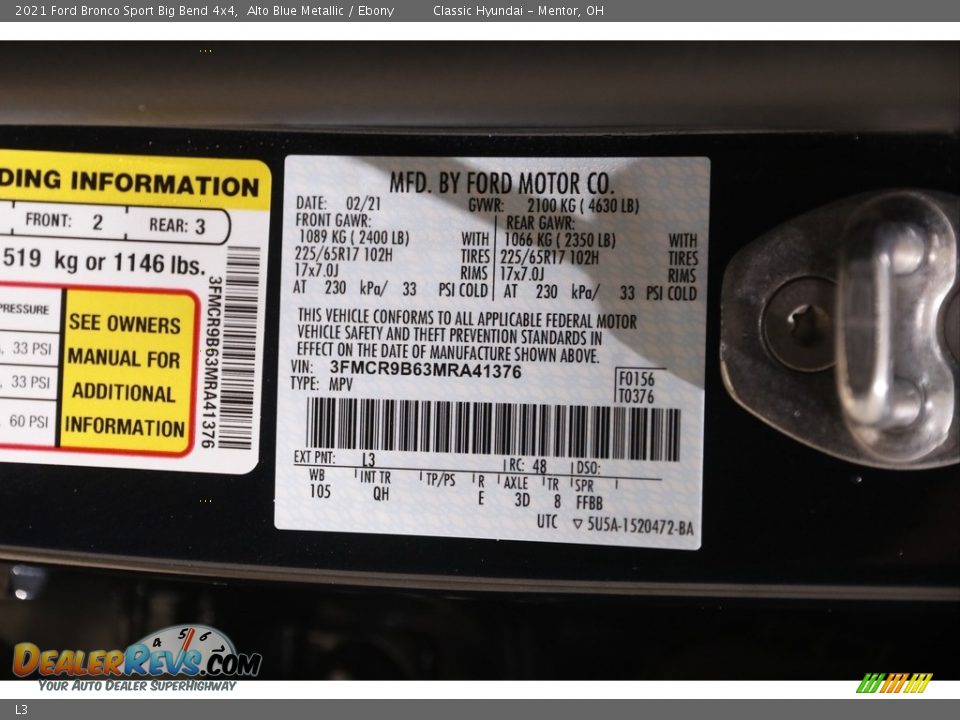 2021 Ford Bronco Sport Big Bend 4x4, Alto Blue Metallic / Ebony Classic Hyundai – Mentor, OH
DING INFORMATION
FRONT: 2 REAR: 3
519 kg or 1146 lbs.
PRESSURE
33 PSI
33 PSI
60 PSI
SEE OWNERS
MANUAL FOR
ADDITIONAL
INFORMATION
3FMCR9B63MRA41376
MFD. BY FORD MOTOR CO.
DATE: 02/21 GVWR: 2100 KG ( 4630 LB)
FRONT GAWR: REAR GAWR:
1089 KG ( 2400 LB) WITH 1066 KG ( 2350 LB) WITH
225/65R17 102H TIRES 225/65R17 102H TIRES
17x7.0J RIMS 17x7.0J RIMS
AT 230 kPa/ 33 PSI COLD AT 230 kPa/ 33 PSI COLD
THIS VEHICLE CONFORMS TO ALL APPLICABLE FEDERAL MOTOR
VEHICLE SAFETY AND THEFT PREVENTION STANDARDS IN
EFFECT ON THE DATE OF MANUFACTURE SHOWN ABOVE.
VIN: 3FMCR9B63MRA41376
TYPE: MPV
F0156
T0376
EXT PNT: L3 RC: 48 DSO:
WB INT TR TP/PS R AXLE TR SPR
105 QH E 3D 8 FFBB
UTC ▽ 5U5A-1520472-BA
4 5 6
DEALERREVS.COM
YOUR AUTO DEALER SUPERHIGHWAY
L3